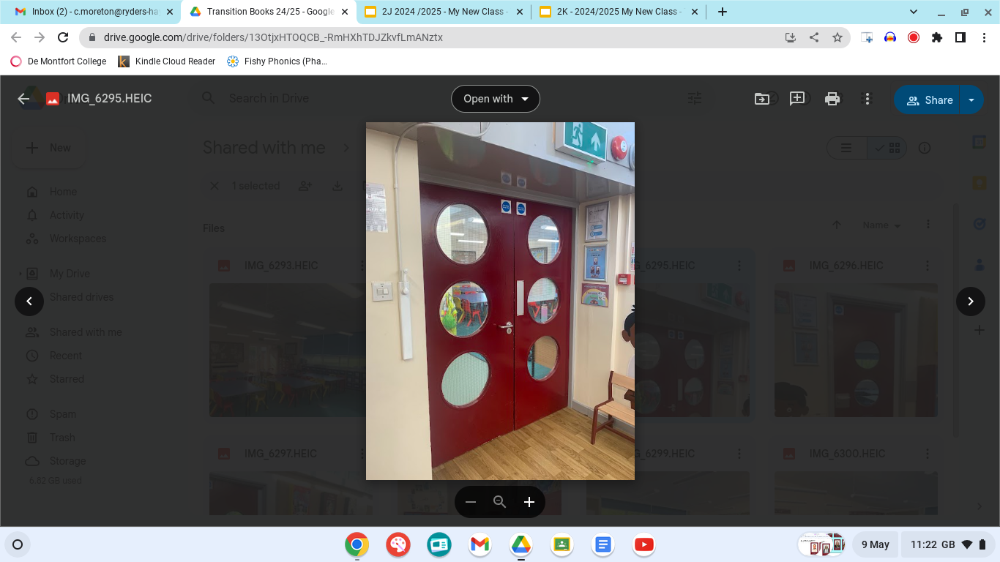 Inbox (2) - c.moreton@ryders-ha
Transition Books 24/25 - Google
2J 2024 /2025 - My New Class -
2K - 2024/2025 My New Class -
drive.google.com/drive/folders/13OtjxHTOQCB_-RmHXhTDJZkvfLmANztx
De Montfort College
Kindle Cloud Reader
Fishy Phonics (Pha...
IMG_6295.HEIC
Search in Drive
Open with
Share
New
Shared with me
1 selected
Home
Activity
Workspaces
My Drive
Shared drives
Shared with me
Recent
Starred
Spam
Trash
Storage
6.82 GB used
Files
Name
IMG_6293.HEIC
6295.HEIC
IMG_6296.HEIC
IMG_6297.HEIC
6299.HEIC
IMG_6300.HEIC
9 May
11:22 GB